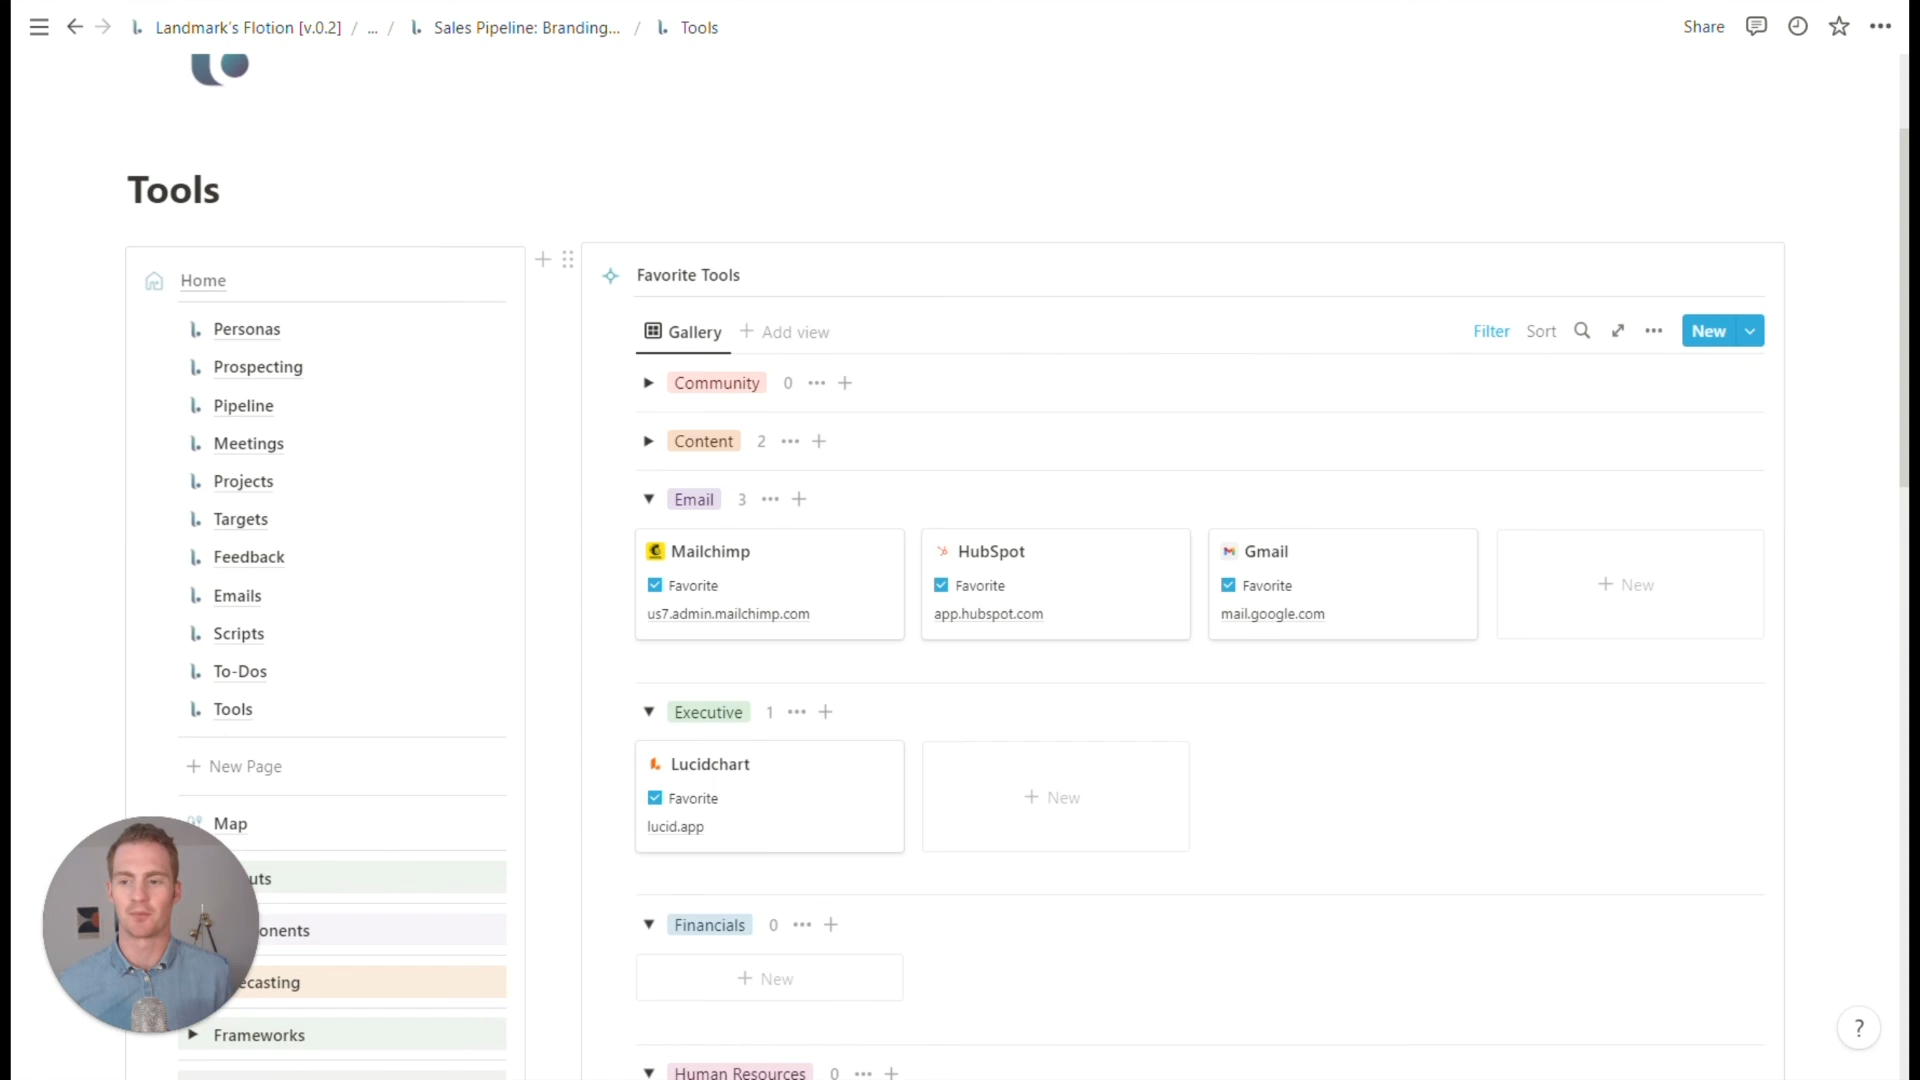 Landmark's Flotion [v.0.2] / ... / Sales Pipeline: Branding... / Tools
Share
Tools
Home
Personas
Prospecting
Pipeline
Meetings
Projects
Targets
Feedback
Emails
Scripts
To-Dos
Tools
+ New Page
Map
uts
onents
ecasting
Frameworks
Favorite Tools
Gallery + Add view
Filter Sort New
Community 0 ... +
Content 2 ... +
Email 3 ... +
Mailchimp
Favorite
us7.admin.mailchimp.com
HubSpot
Favorite
app.hubspot.com
Gmail
Favorite
mail.google.com
+ New
Executive 1 ... +
Lucidchart
Favorite
lucid.app
+ New
Financials 0 ... +
+ New
Human Resources 0 ... +
?